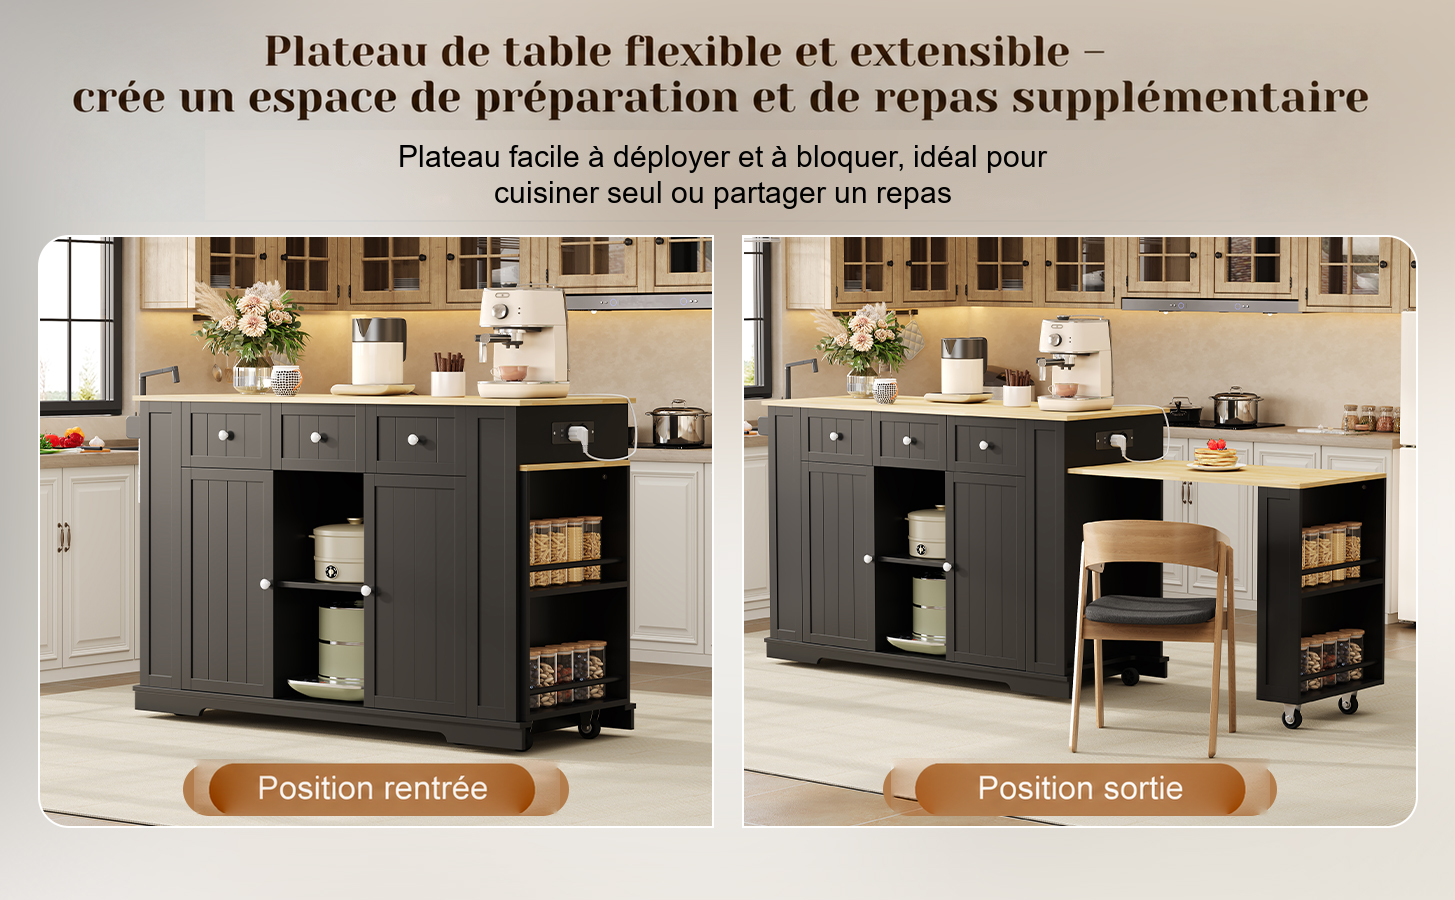 Plateau de table flexible et extensible –
crée un espace de préparation et de repas supplémentaire
Plateau facile à déployer et à bloquer, idéal pour
cuisiner seul ou partager un repas
Position rentrée
Position sortie